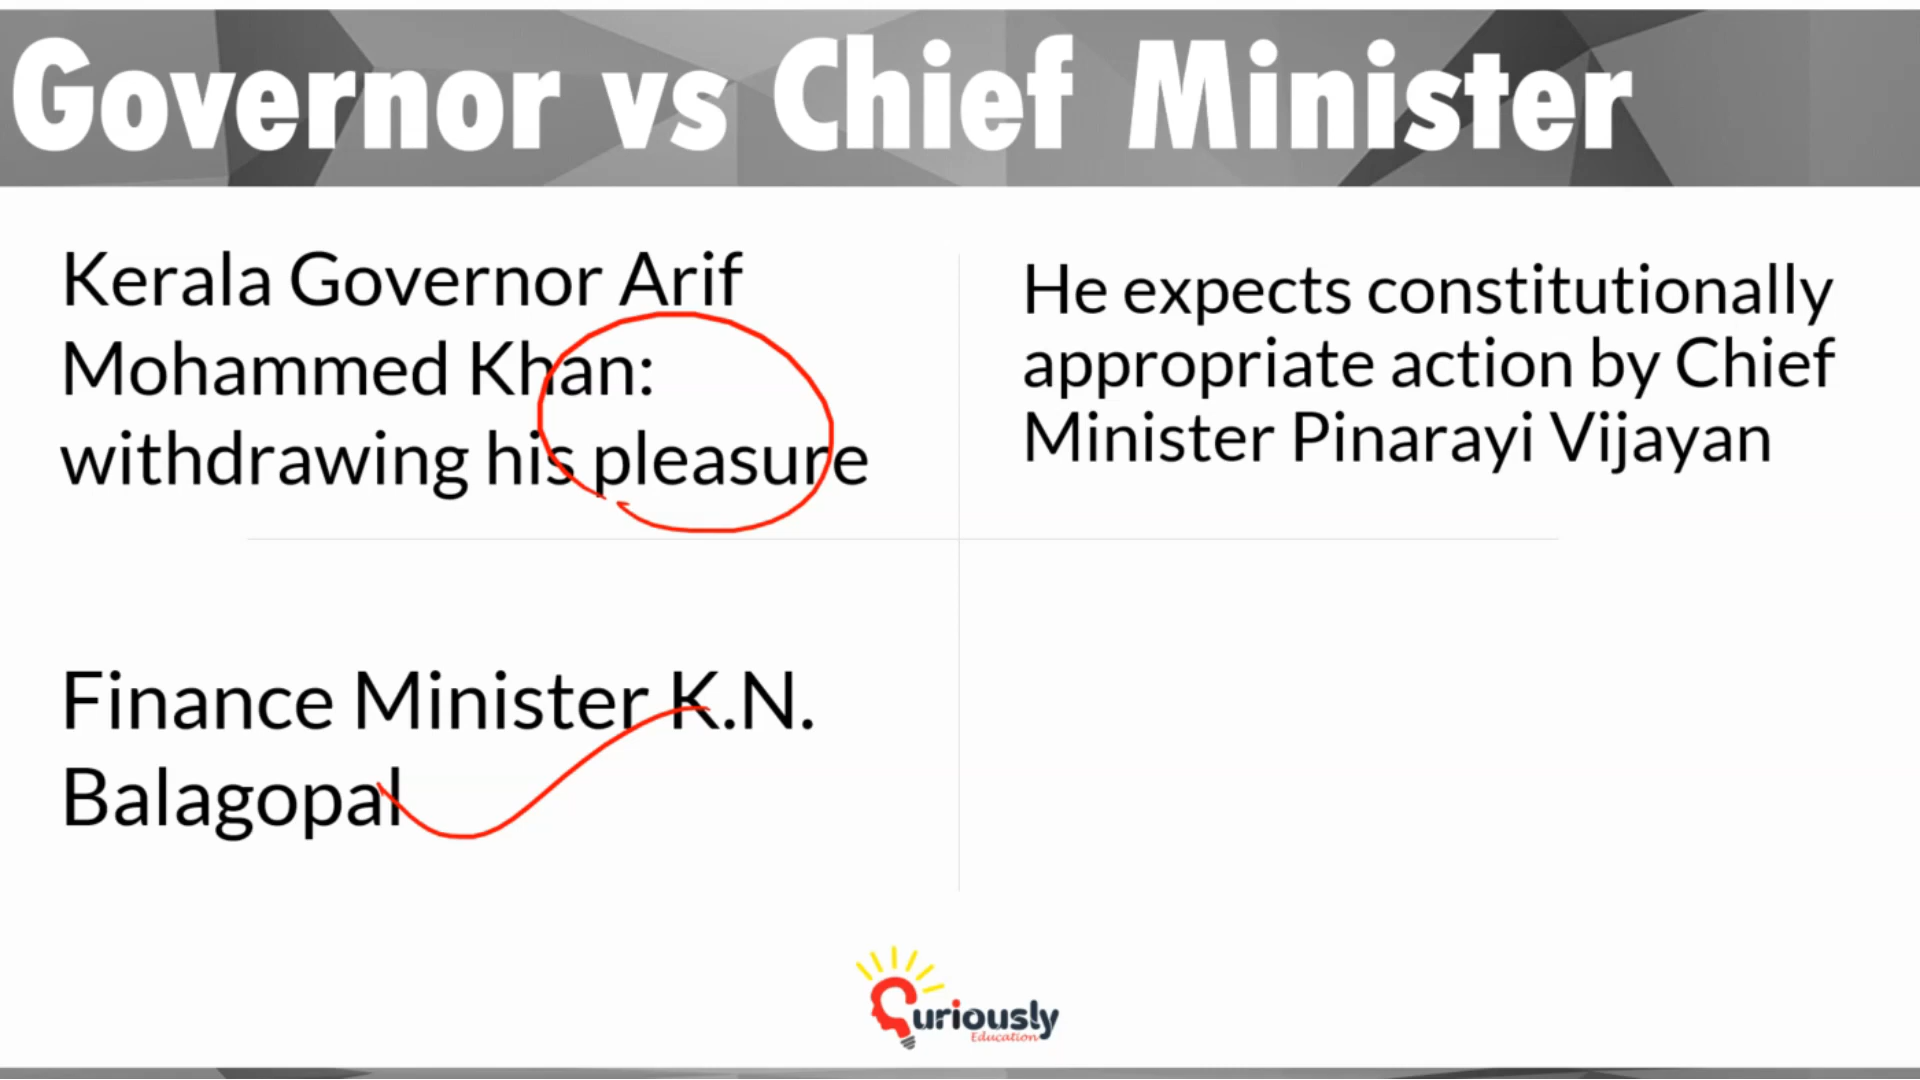 Governor vs Chief Minister
Kerala Governor Arif
Mohammed Khan:
withdrawing his pleasure
He expects constitutionally
appropriate action by Chief
Minister Pinarayi Vijayan
Finance Minister K.N.
Balagopal
Curiously
Education